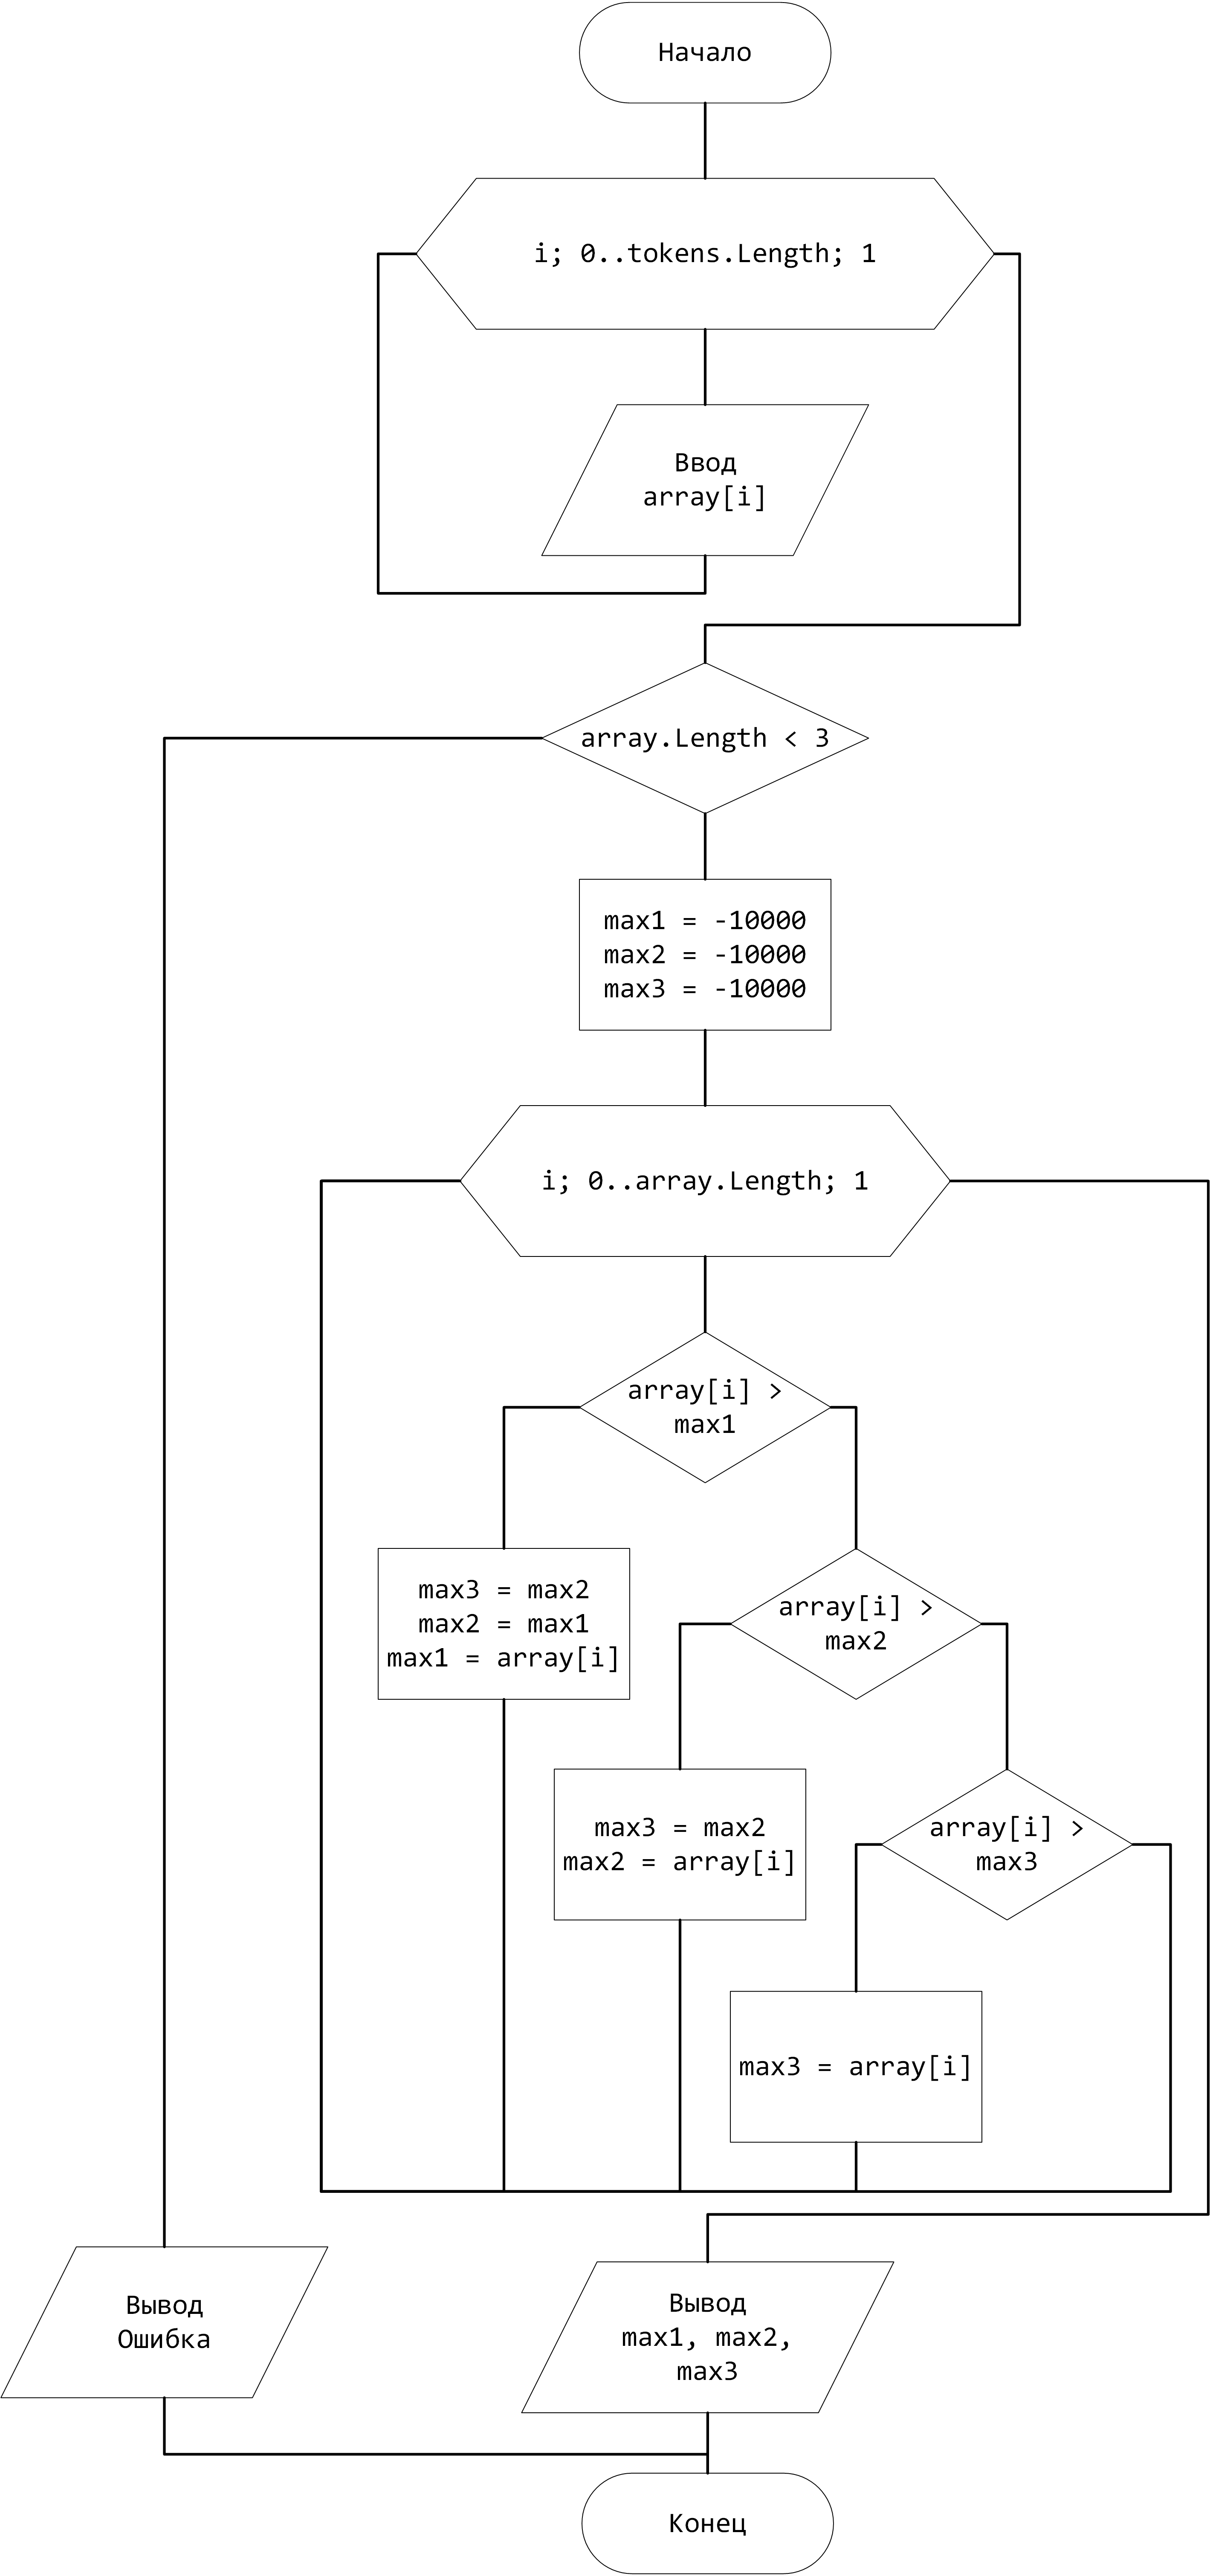 Начало
i; 0..tokens.Length; 1
Ввод
array[i]
array.Length < 3
max1 = -10000
max2 = -10000
max3 = -10000
i; 0..array.Length; 1
array[i] >
max1
max3 = max2
max2 = max1
max1 = array[i]
array[i] >
max2
max3 = max2
max2 = array[i]
array[i] >
max3
max3 = array[i]
Вывод
Ошибка
Вывод
max1, max2,
max3
Конец